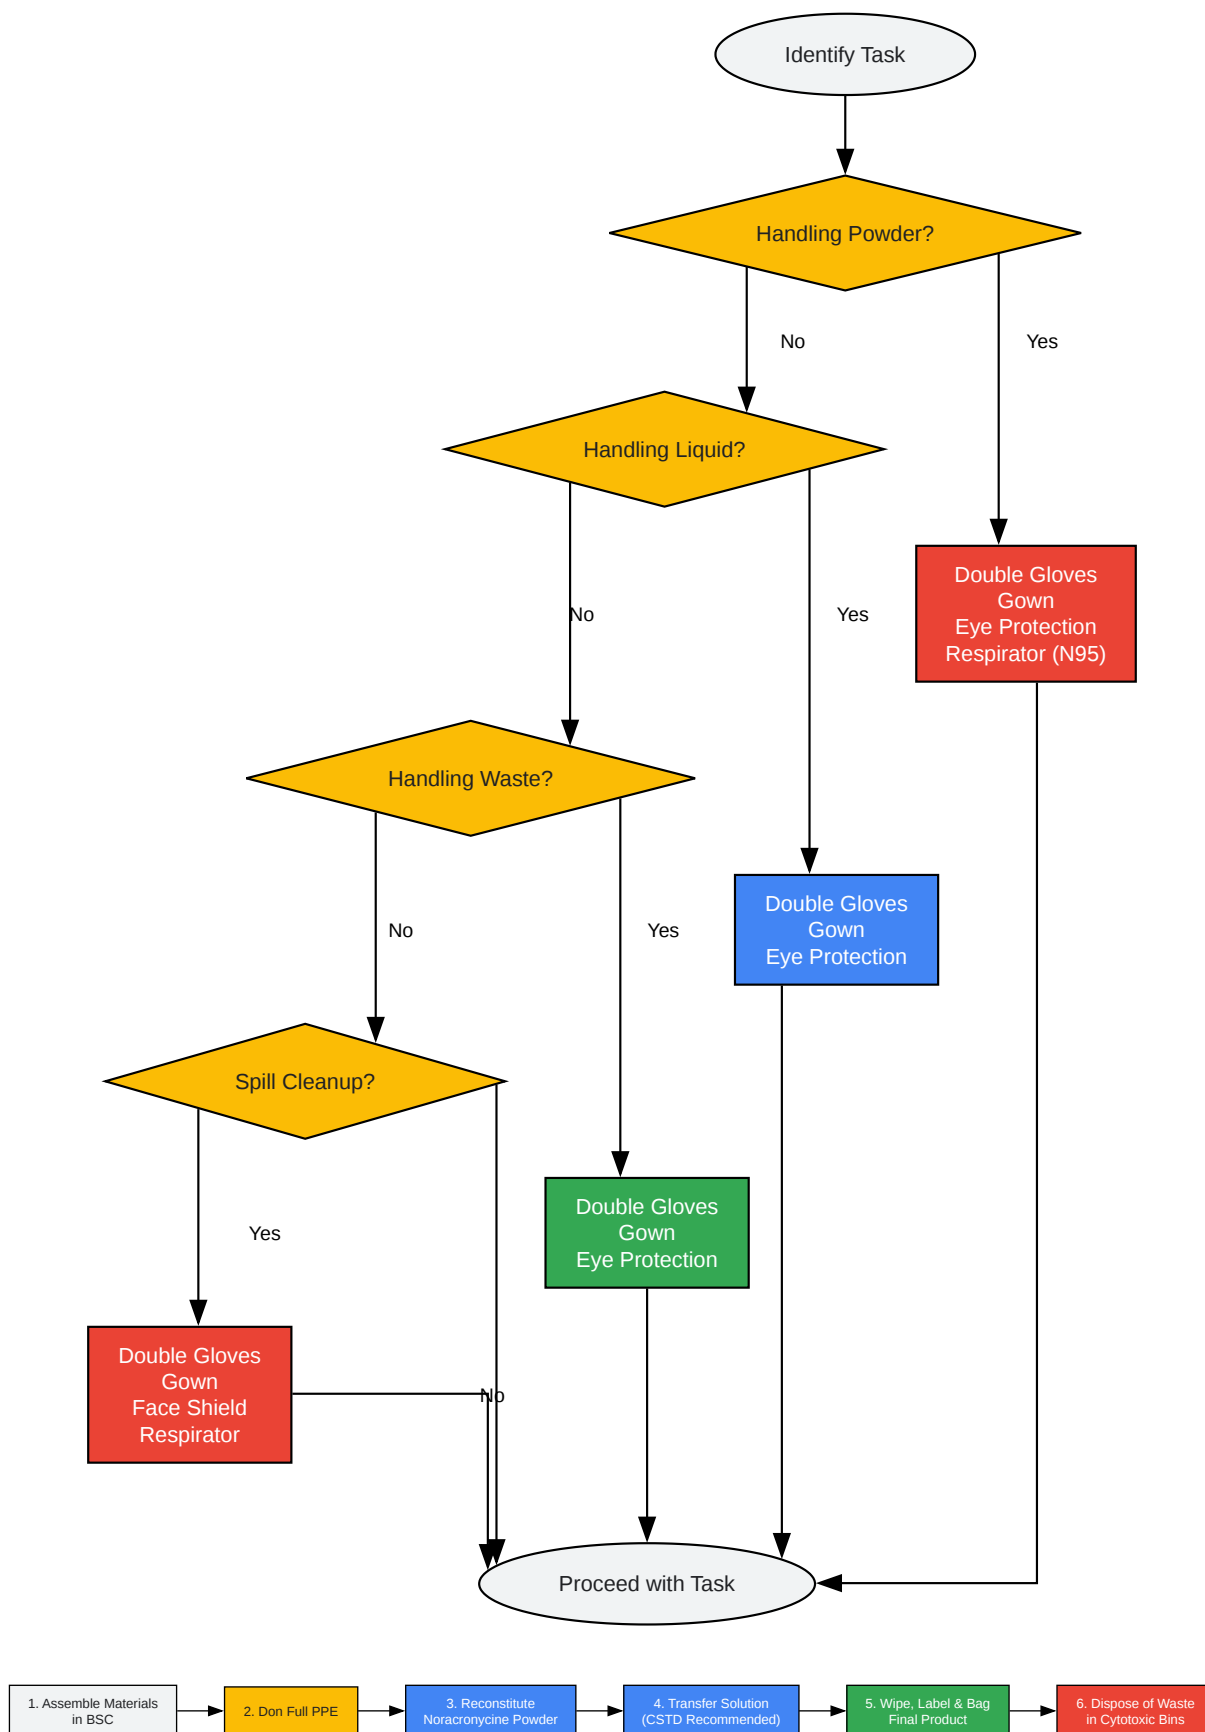 Identify Task
Handling Powder?
No
Yes
Handling Liquid?
Double Gloves
Gown
Eye Protection
Respirator (N95)
No
Yes
Handling Waste?
Double Gloves
Gown
Eye Protection
No
Yes
Spill Cleanup?
Double Gloves
Gown
Eye Protection
Yes
Double Gloves
Gown
Face Shield
Respirator
No
Proceed with Task
1. Assemble Materials
in BSC
2. Don Full PPE
3. Reconstitute
Noracronycine Powder
4. Transfer Solution
(CSTD Recommended)
5. Wipe, Label & Bag
Final Product
6. Dispose of Waste
in Cytotoxic Bins